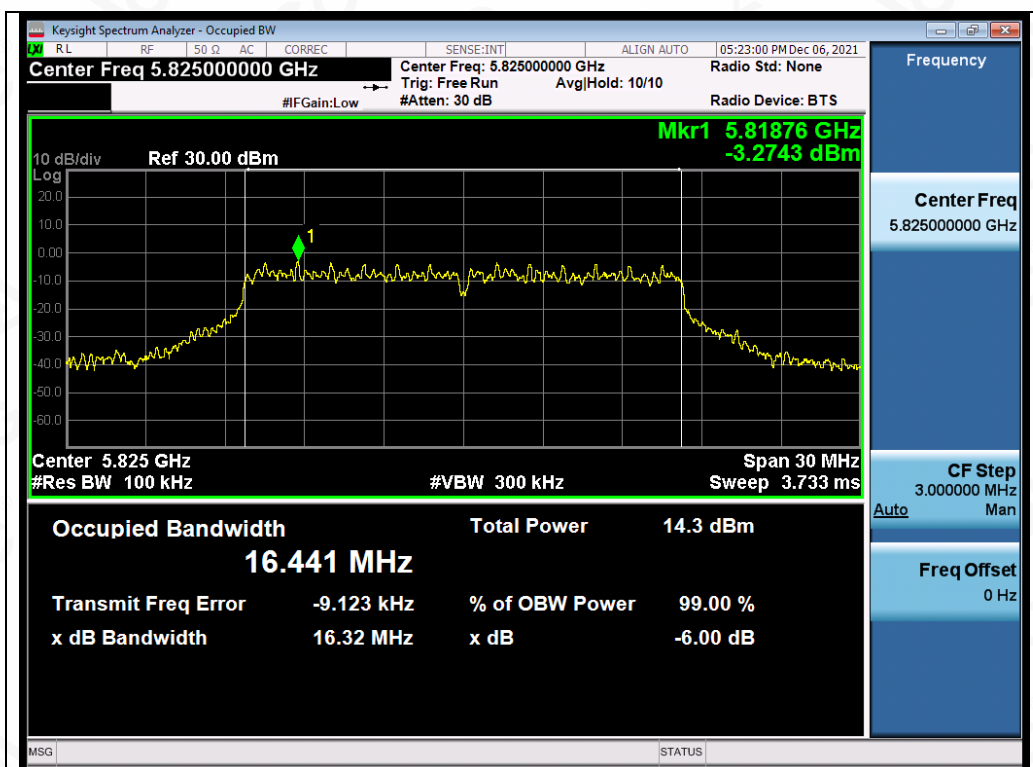 Keysight Spectrum Analyzer - Occupied BW
LXI RL RF 50 Ω AC CORREC SENSE:INT ALIGN AUTO 05:23:00 PM Dec 06, 2021
Center Freq 5.825000000 GHz
Center Freq: 5.825000000 GHz
Radio Std: None
Trig: Free Run Avg|Hold: 10/10
#IFGain:Low #Atten: 30 dB
Radio Device: BTS
Mkr1 5.81876 GHz
-3.2743 dBm
10 dB/div Ref 30.00 dBm
Log
20.0
10.0
0.00
-10.0
-20.0
-30.0
-40.0
-50.0
-60.0
1
Center 5.825 GHz Span 30 MHz
#Res BW 100 kHz #VBW 300 kHz Sweep 3.733 ms
Occupied Bandwidth Total Power 14.3 dBm
16.441 MHz
Transmit Freq Error -9.123 kHz % of OBW Power 99.00 %
x dB Bandwidth 16.32 MHz x dB -6.00 dB
MSG STATUS
Frequency
Center Freq
5.825000000 GHz
CF Step
3.000000 MHz
Auto Man
Freq Offset
0 Hz